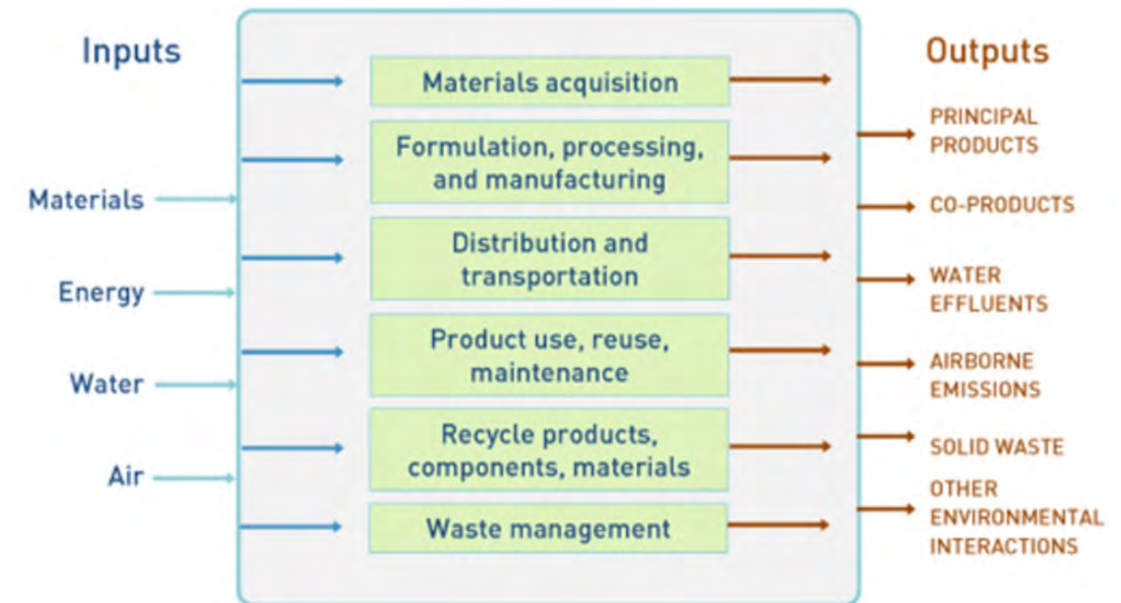 Inputs
Materials
Energy
Water
Air
Materials acquisition
Formulation, processing,
and manufacturing
Distribution and
transportation
Product use, reuse,
maintenance
Recycle products,
components, materials
Waste management
Outputs
PRINCIPAL
PRODUCTS
CO-PRODUCTS
WATER
EFFLUENTS
AIRBORNE
EMISSIONS
SOLID WASTE
OTHER
ENVIRONMENTAL
INTERACTIONS